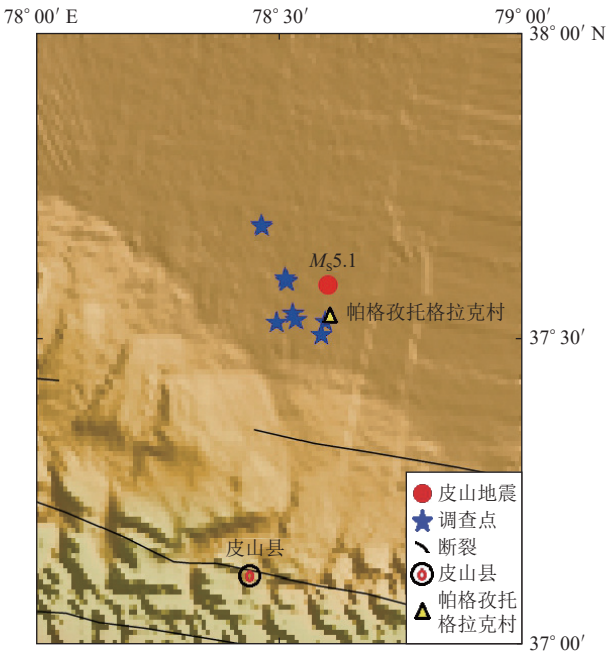 78° 00′ E
78° 30′
79° 00′
38° 00′ N
M_S5.1
帕格孜托格拉克村
37° 30′
皮山县
皮山地震
调查点
断裂
皮山县
帕格孜托
格拉克村
37° 00′